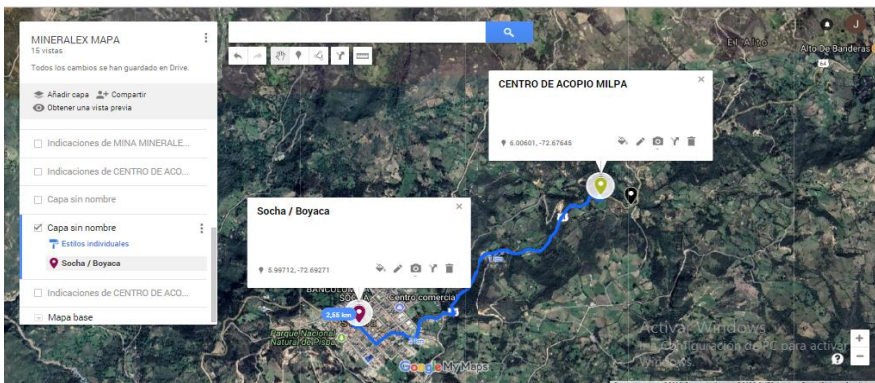 MINERALEX MAPA
15 vistas
Todos los cambios se han guardado en Drive.
Añadir capa Compartir
Obtener una vista previa
Indicaciones de MINA MINERALE...
Indicaciones de CENTRO DE ACO...
Capa sin nombre
Capa sin nombre
Estilos individuales
Socha / Boyaca
Indicaciones de CENTRO DE ACO...
Mapa base
J
El Alto
Alto De Banderas
64
CENTRO DE ACOPIO MILPA
6.00601, -72.67645
Socha / Boyaca
5.99712, -72.69271
Centro comercia
2,55 km
Parque Nacional
Natural de Pisba
Google My Maps
Activar Windows
Configuración de PC para activar
Windows.